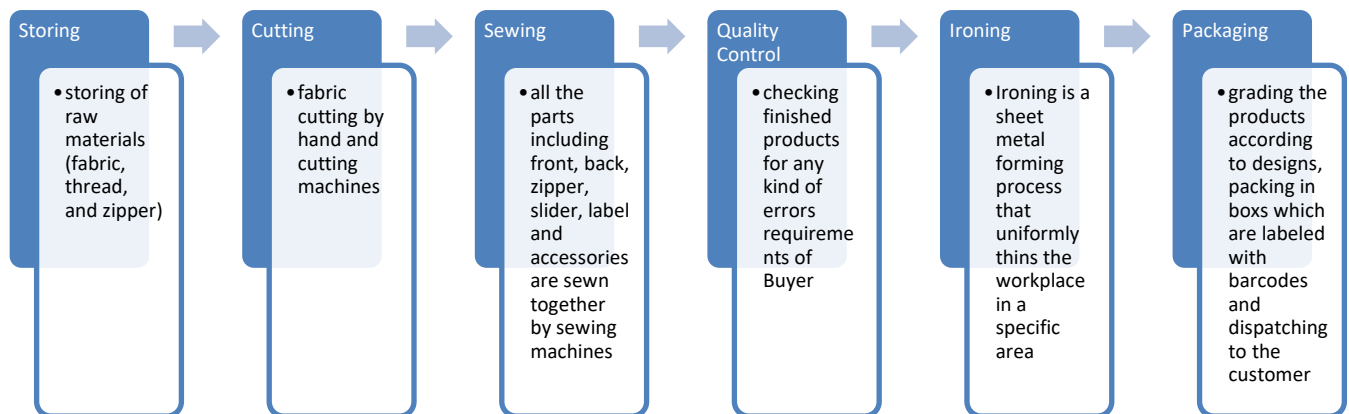 Storing
•storing of
raw
materials
(fabric,
thread,
and zipper)
Cutting
•fabric
cutting by
hand and
cutting
machines
Sewing
•all the
parts
including
front, back,
zipper,
slider, label
and
accessories
are sewn
together
by sewing
machines
Quality
Control
•checking
finished
products
for any
kind of
errors
requireme
nts of
Buyer
Ironing
•Ironing is a
sheet
metal
forming
process
that
uniformly
thins the
workplace
in a
specific
area
Packaging
•grading the
products
according
to designs,
packing in
boxs which
are labeled
with
barcodes
and
dispatching
to the
customer